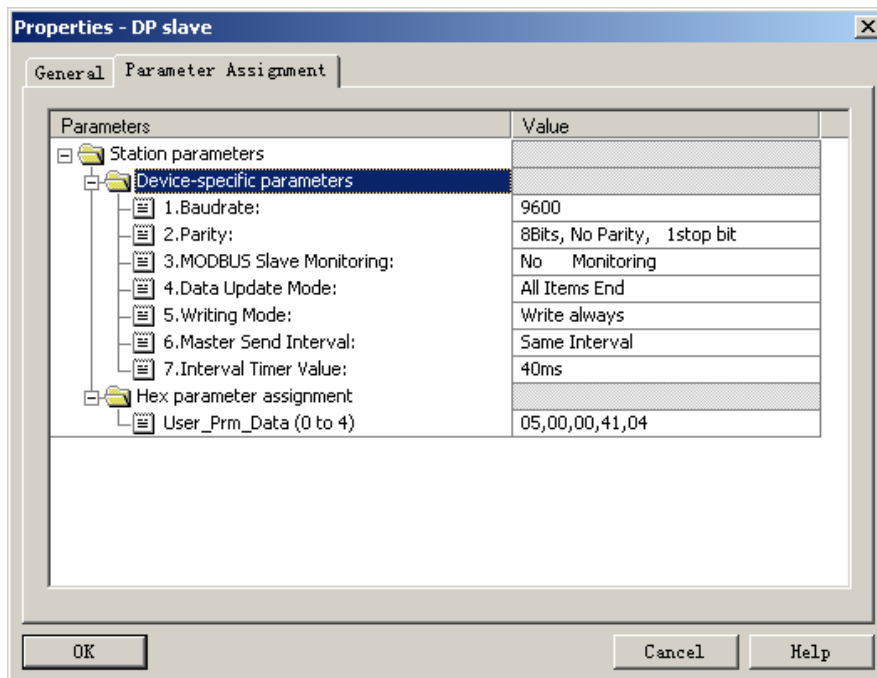 Properties - DP slave
General Parameter Assignment
Parameters Value
Station parameters
Device-specific parameters
1.Baudrate: 9600
2.Parity: 8Bits, No Parity, 1stop bit
3.MODBUS Slave Monitoring: No Monitoring
4.Data Update Mode: All Items End
5.Writing Mode: Write always
6.Master Send Interval: Same Interval
7.Interval Timer Value: 40ms
Hex parameter assignment
User_Prm_Data (0 to 4) 05,00,00,41,04
OK Cancel Help